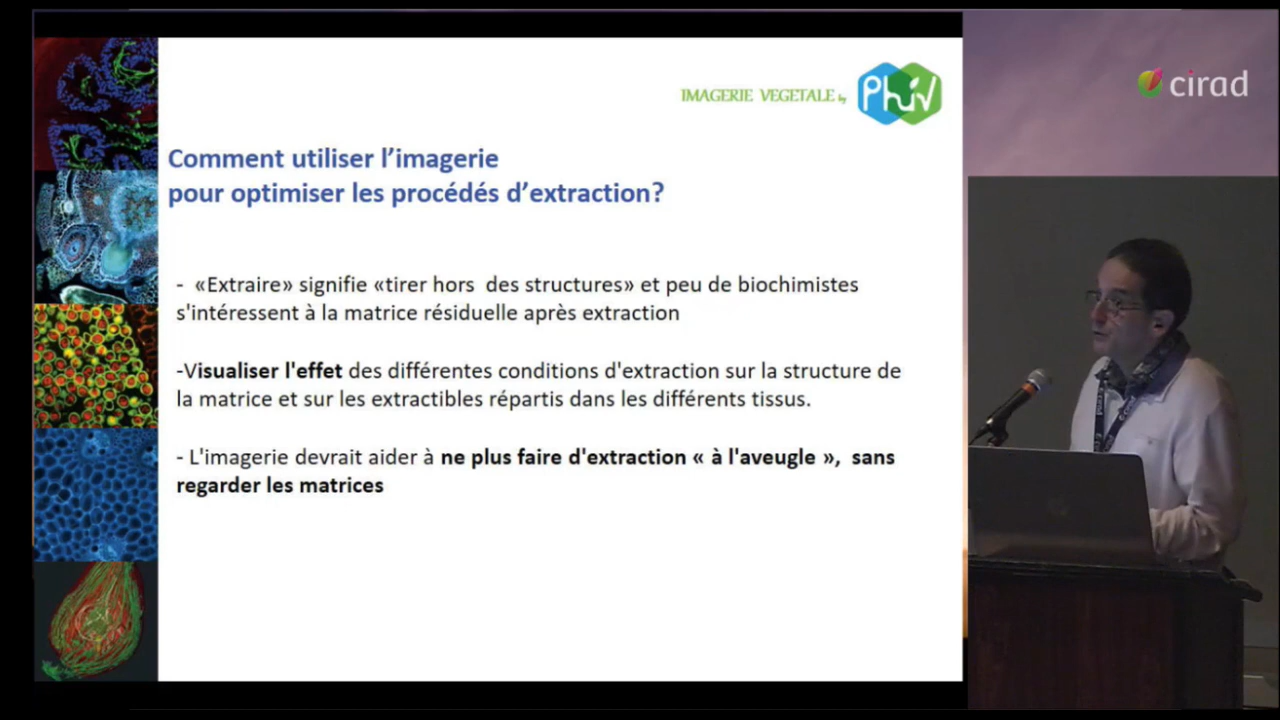 IMAGERIE VEGETALE by PhIV
cirad
Comment utiliser l’imagerie
pour optimiser les procédés d’extraction?
- «Extraire» signifie «tirer hors des structures» et peu de biochimistes
s'intéressent à la matrice résiduelle après extraction
-Visualiser l'effet des différentes conditions d'extraction sur la structure de
la matrice et sur les extractibles répartis dans les différents tissus.
- L'imagerie devrait aider à ne plus faire d'extraction « à l'aveugle », sans
regarder les matrices